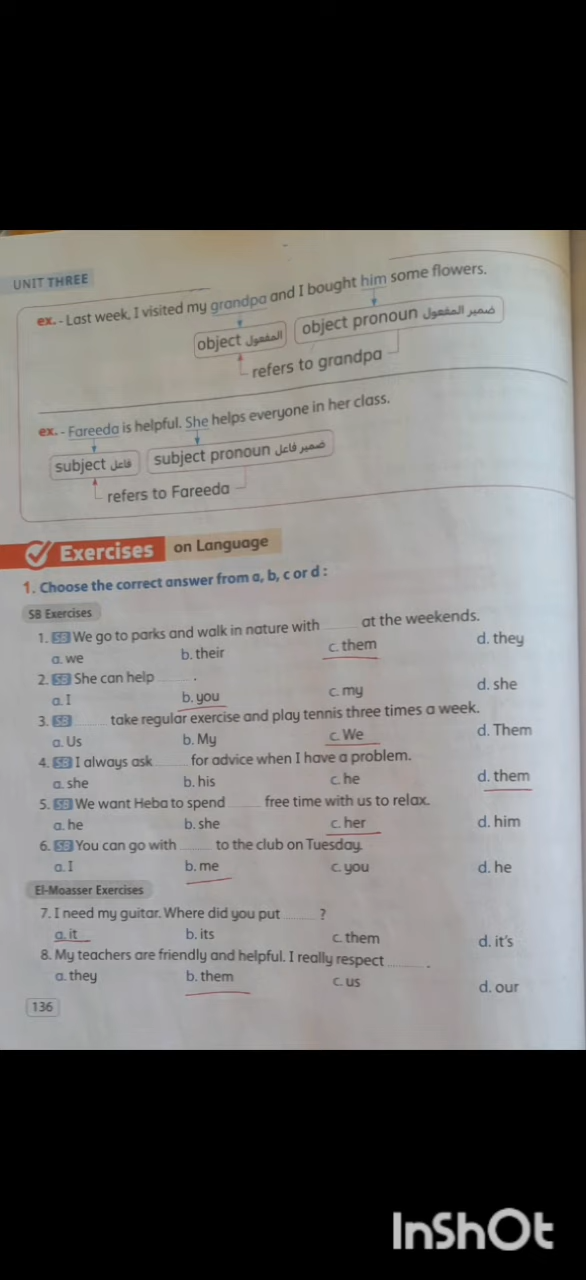 UNIT THREE
ex. - Last week, I visited my grandpa and I bought him some flowers.
object المفعول object pronoun ضمير المفعول
refers to grandpa
ex. - Fareeda is helpful. She helps everyone in her class.
subject فاعل subject pronoun ضمير فاعل
refers to Fareeda
Exercises on Language
1. Choose the correct answer from a, b, c or d :
SB Exercises
1. SB We go to parks and walk in nature with ........ at the weekends.
a. we b. their c. them d. they
2. SB She can help ........ .
a. I b. you c. my d. she
3. SB ........ take regular exercise and play tennis three times a week.
a. Us b. My c. We d. Them
4. SB I always ask ........ for advice when I have a problem.
a. she b. his c. he d. them
5. SB We want Heba to spend ........ free time with us to relax.
a. he b. she c. her d. him
6. SB You can go with ........ to the club on Tuesday.
a. I b. me c. you d. he
El-Moasser Exercises
7. I need my guitar. Where did you put ........ ?
a. it b. its c. them d. it's
8. My teachers are friendly and helpful. I really respect ........ .
a. they b. them c. us d. our
136
InShOt